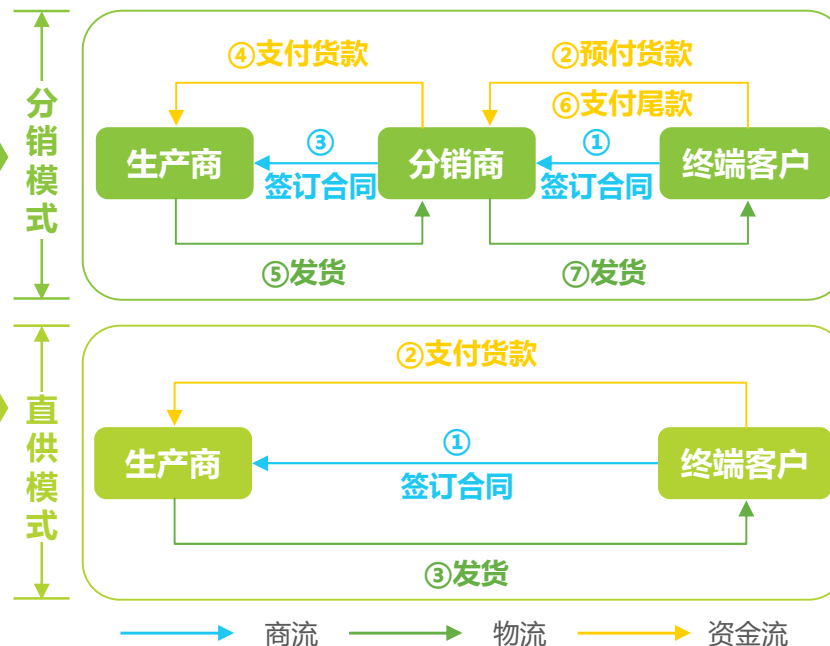 分销模式
④支付货款
②预付货款
⑥支付尾款
生产商
③
签订合同
分销商
①
签订合同
终端客户
⑤发货
⑦发货
直供模式
②支付货款
生产商
①
签订合同
终端客户
③发货
商流
物流
资金流